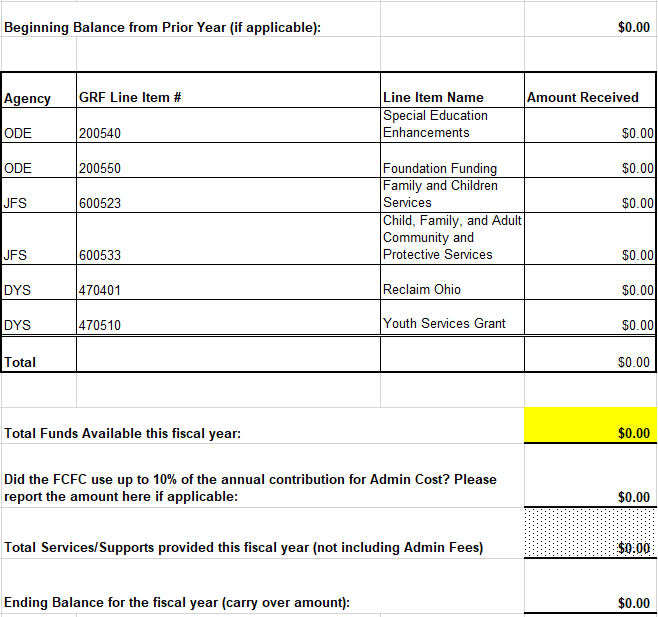 Beginning Balance from Prior Year (if applicable): $0.00
Agency GRF Line Item # Line Item Name Amount Received
Special Education
ODE 200540 Enhancements $0.00
ODE 200550 Foundation Funding $0.00
Family and Children
JFS 600523 Services $0.00
Child, Family, and Adult
Community and
JFS 600533 Protective Services $0.00
DYS 470401 Reclaim Ohio $0.00
DYS 470510 Youth Services Grant $0.00
Total $0.00
Total Funds Available this fiscal year: $0.00
Did the FCFC use up to 10% of the annual contribution for Admin Cost? Please
report the amount here if applicable: $0.00
Total Services/Supports provided this fiscal year (not including Admin Fees) $0.00
Ending Balance for the fiscal year (carry over amount): $0.00